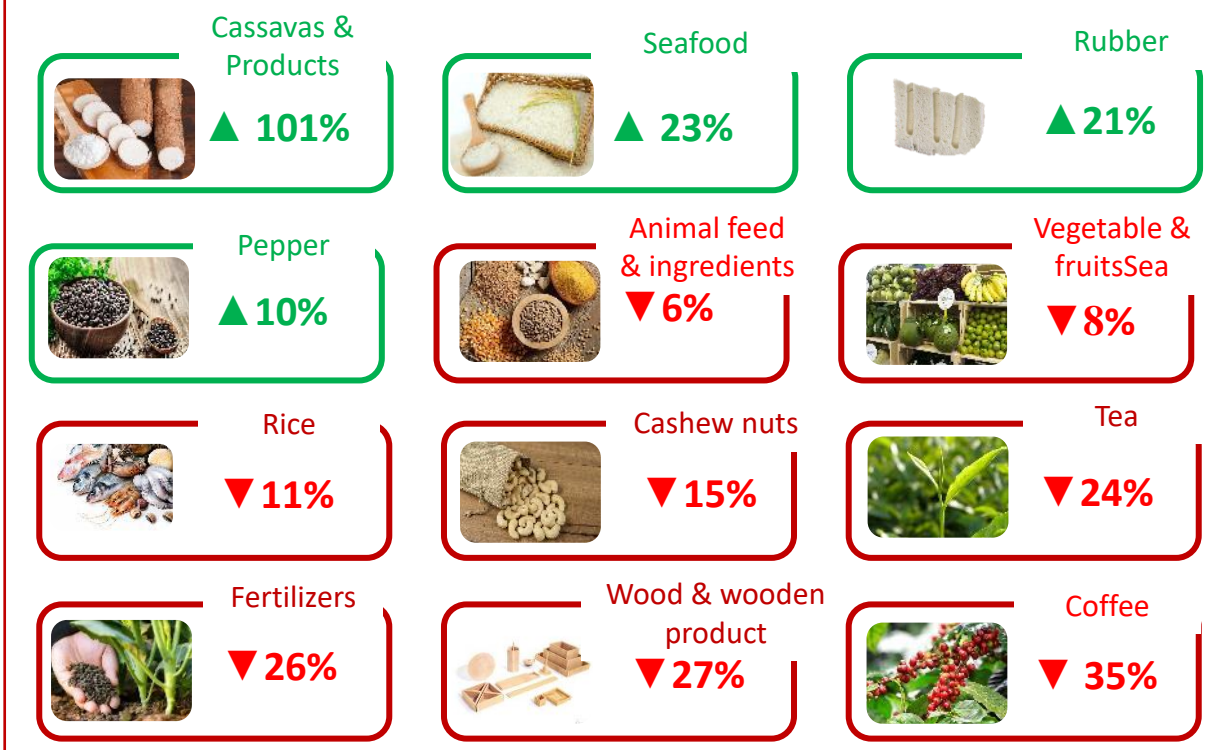 Cassavas &
Products
▲ 101%
Seafood
▲ 23%
Rubber
▲ 21%
Pepper
▲ 10%
Animal feed
& ingredients
▼ 6%
Vegetable &
fruitsSea
▼ 8%
Rice
▼ 11%
Cashew nuts
▼ 15%
Tea
▼ 24%
Fertilizers
▼ 26%
Wood & wooden
product
▼ 27%
Coffee
▼ 35%